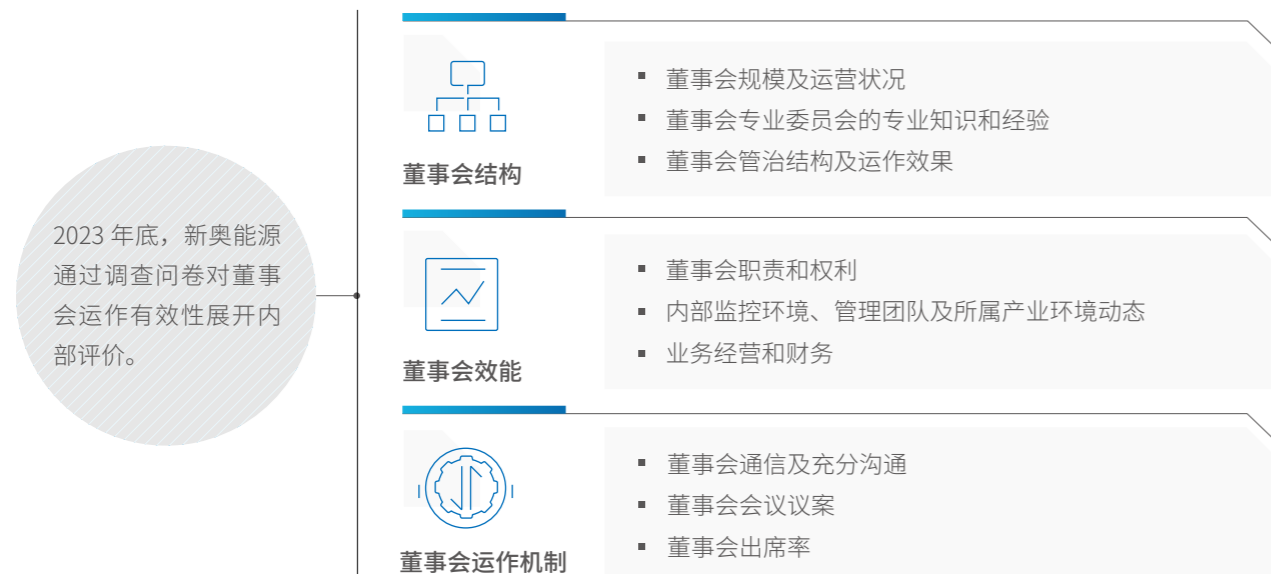 2023 年底，新奥能源
通过调查问卷对董事
会运作有效性展开内
部评价。
董事会结构
▪ 董事会规模及运营状况
▪ 董事会专业委员会的专业知识和经验
▪ 董事会管治结构及运作效果
董事会效能
▪ 董事会职责和权利
▪ 内部监控环境、管理团队及所属产业环境动态
▪ 业务经营和财务
董事会运作机制
▪ 董事会通信及充分沟通
▪ 董事会会议议案
▪ 董事会出席率